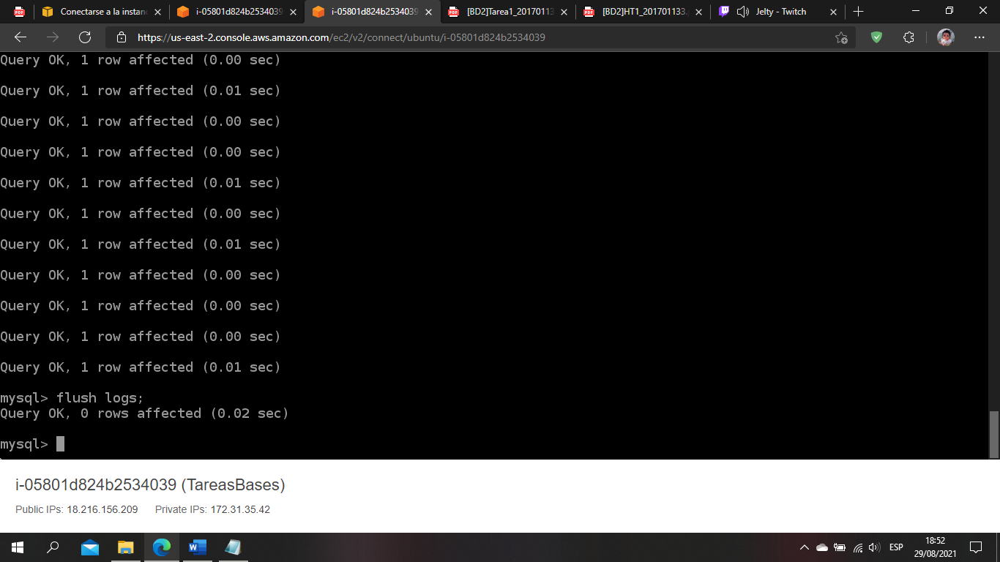 Conectarse a la instanc
i-05801d824b2534039
i-05801d824b2534039
[BD2]Tarea1_20170113
[BD2]HT1_201701133.
Jelty - Twitch
https://us-east-2.console.aws.amazon.com/ec2/v2/connect/ubuntu/i-05801d824b2534039
Query OK, 1 row affected (0.00 sec)
Query OK, 1 row affected (0.01 sec)
Query OK, 1 row affected (0.00 sec)
Query OK, 1 row affected (0.00 sec)
Query OK, 1 row affected (0.01 sec)
Query OK, 1 row affected (0.00 sec)
Query OK, 1 row affected (0.01 sec)
Query OK, 1 row affected (0.00 sec)
Query OK, 1 row affected (0.00 sec)
Query OK, 1 row affected (0.00 sec)
Query OK, 1 row affected (0.01 sec)
mysql> flush logs;
Query OK, 0 rows affected (0.02 sec)
mysql>
i-05801d824b2534039 (TareasBases)
Public IPs: 18.216.156.209 Private IPs: 172.31.35.42
ESP
18:52
29/08/2021